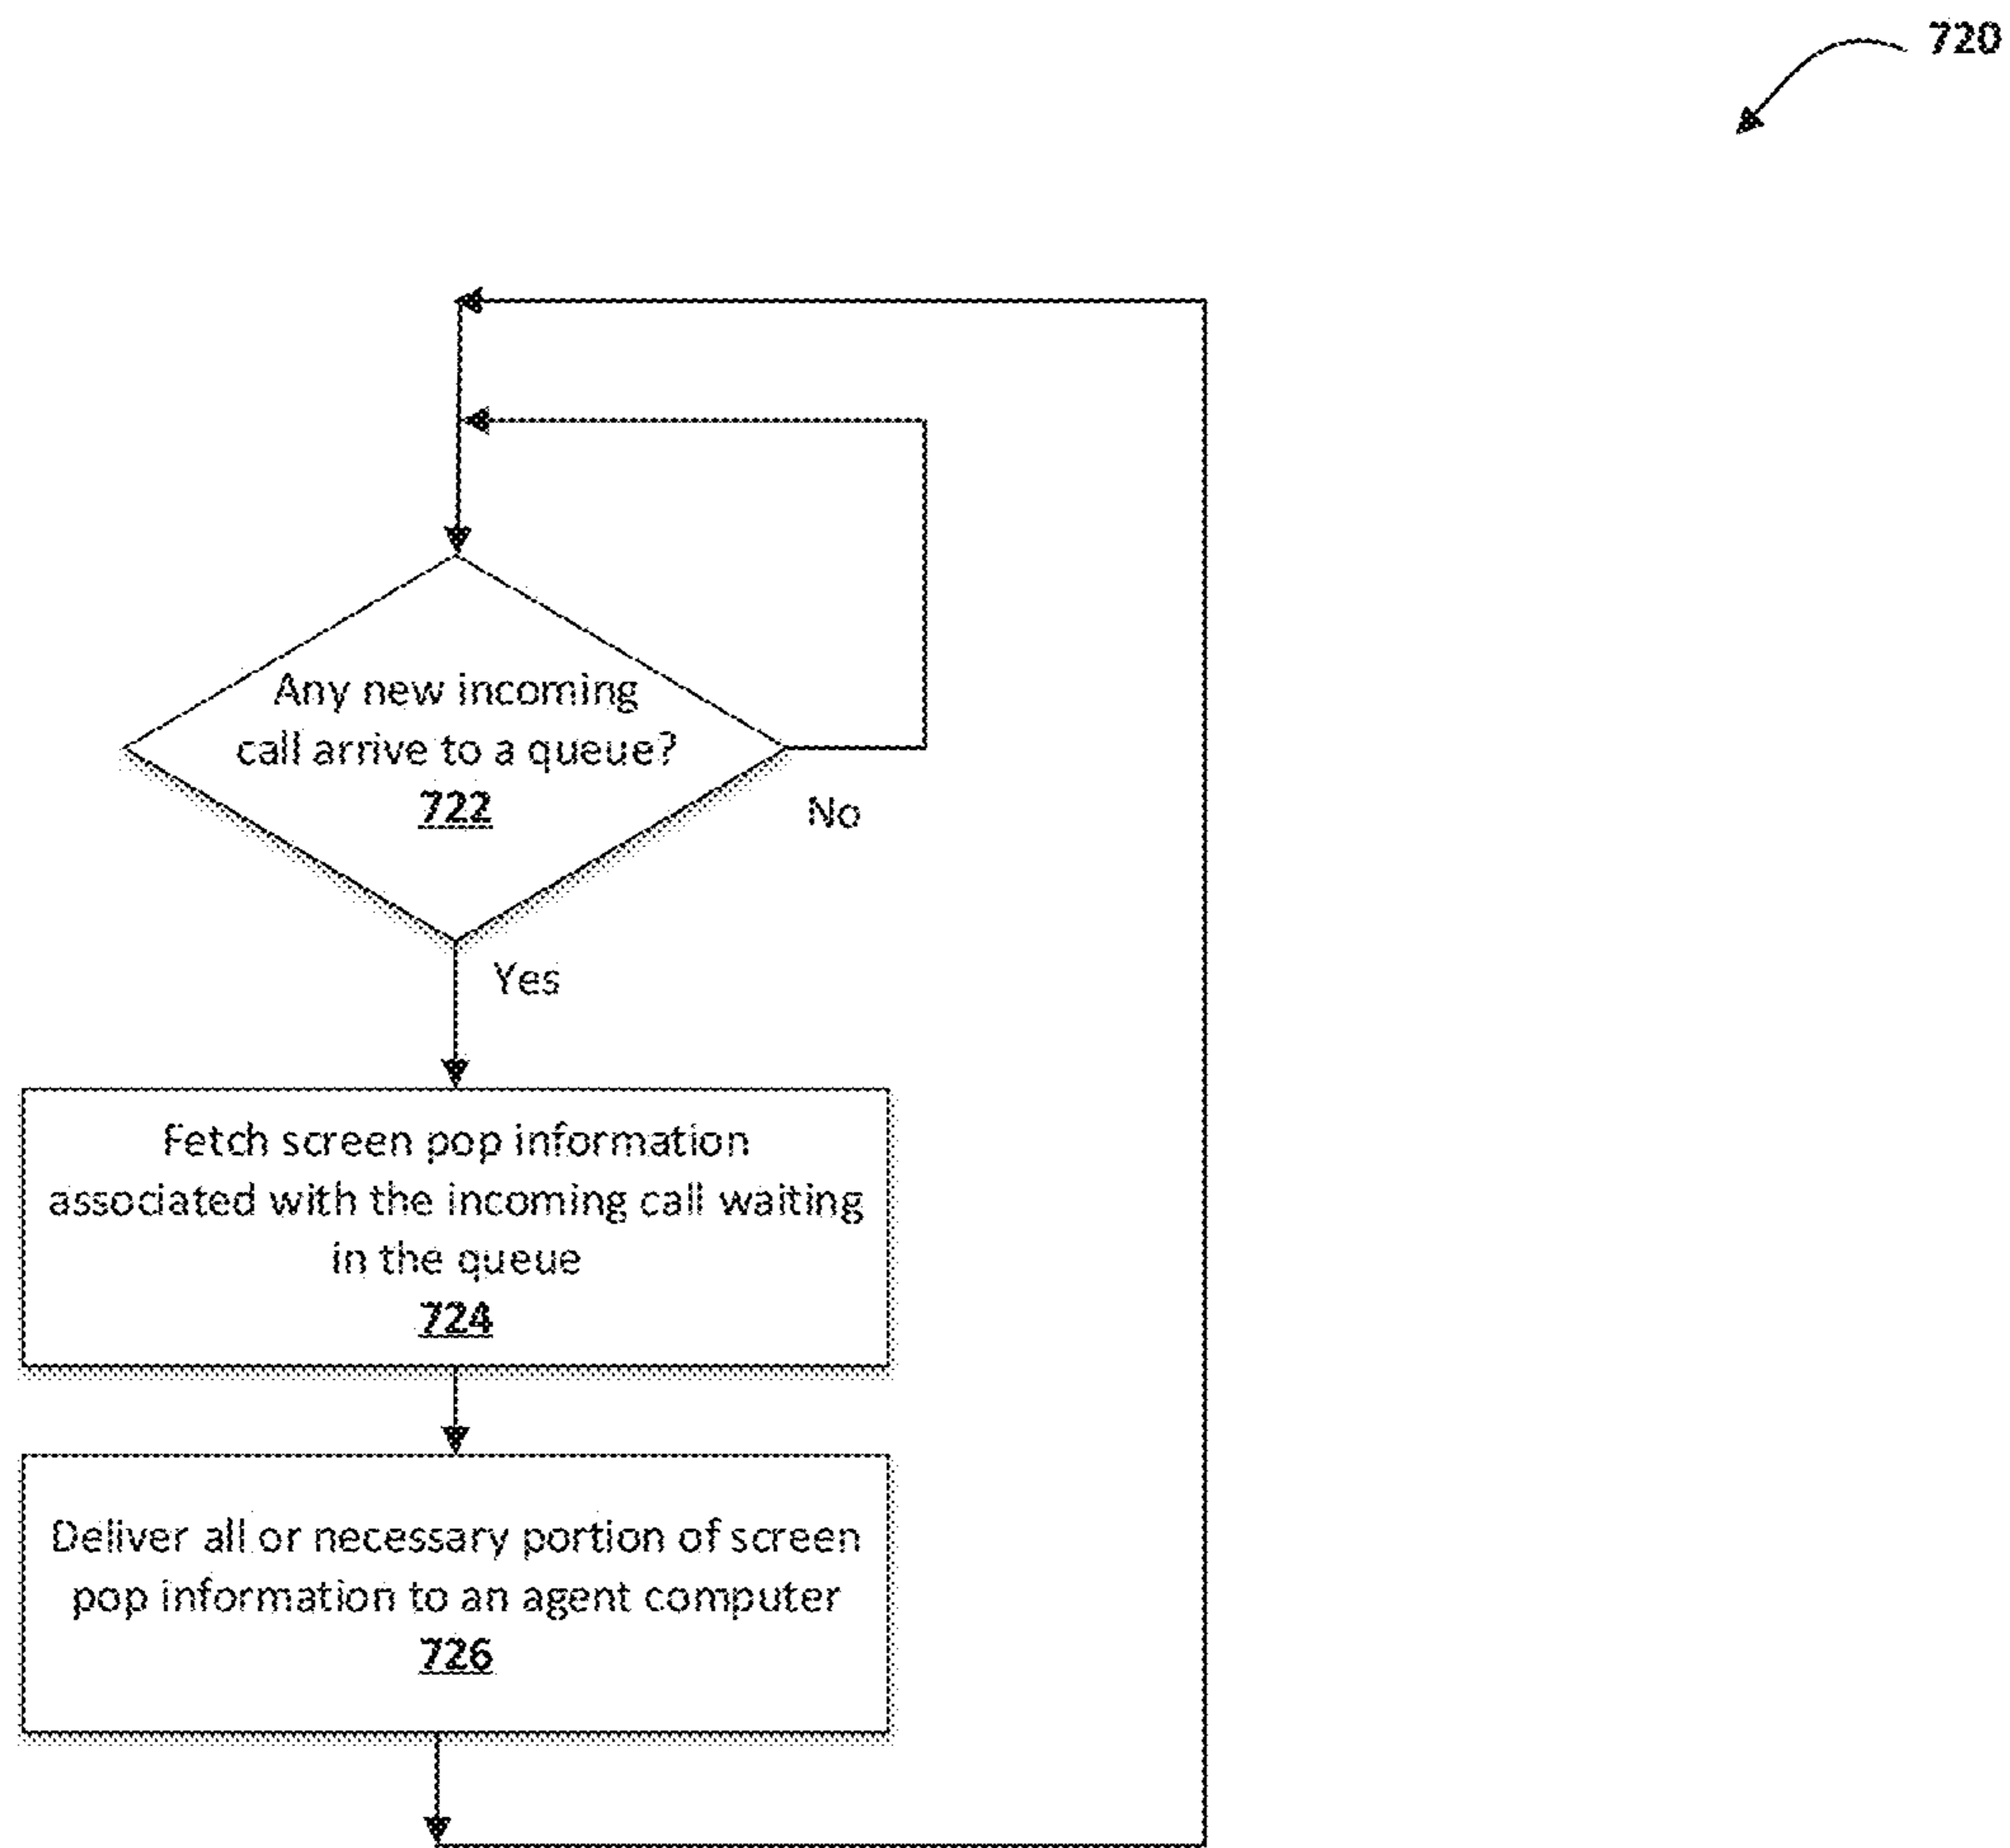 720
Any new incoming
call arrive to a queue?
722
No
Yes
Fetch screen pop information
associated with the incoming call waiting
in the queue
724
Deliver all or necessary portion of screen
pop information to an agent computer
726